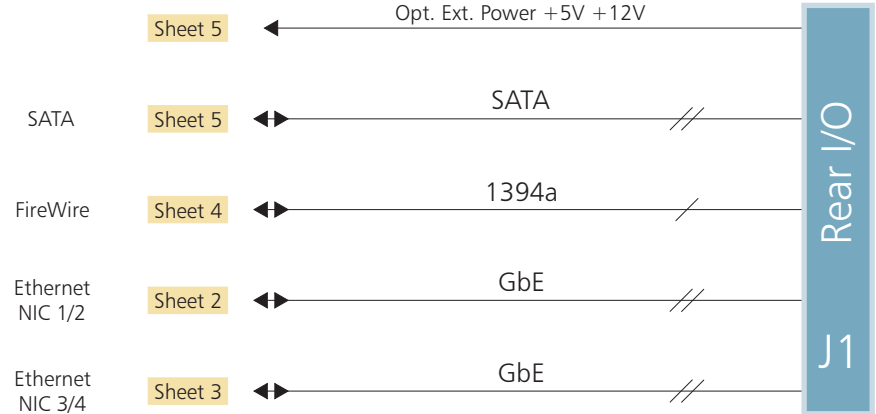 Opt. Ext. Power +5V +12V
Sheet 5
SATA
Sheet 5
SATA
FireWire
Sheet 4
1394a
Ethernet
NIC 1/2
Sheet 2
GbE
Ethernet
NIC 3/4
Sheet 3
GbE
Rear I/O
J1